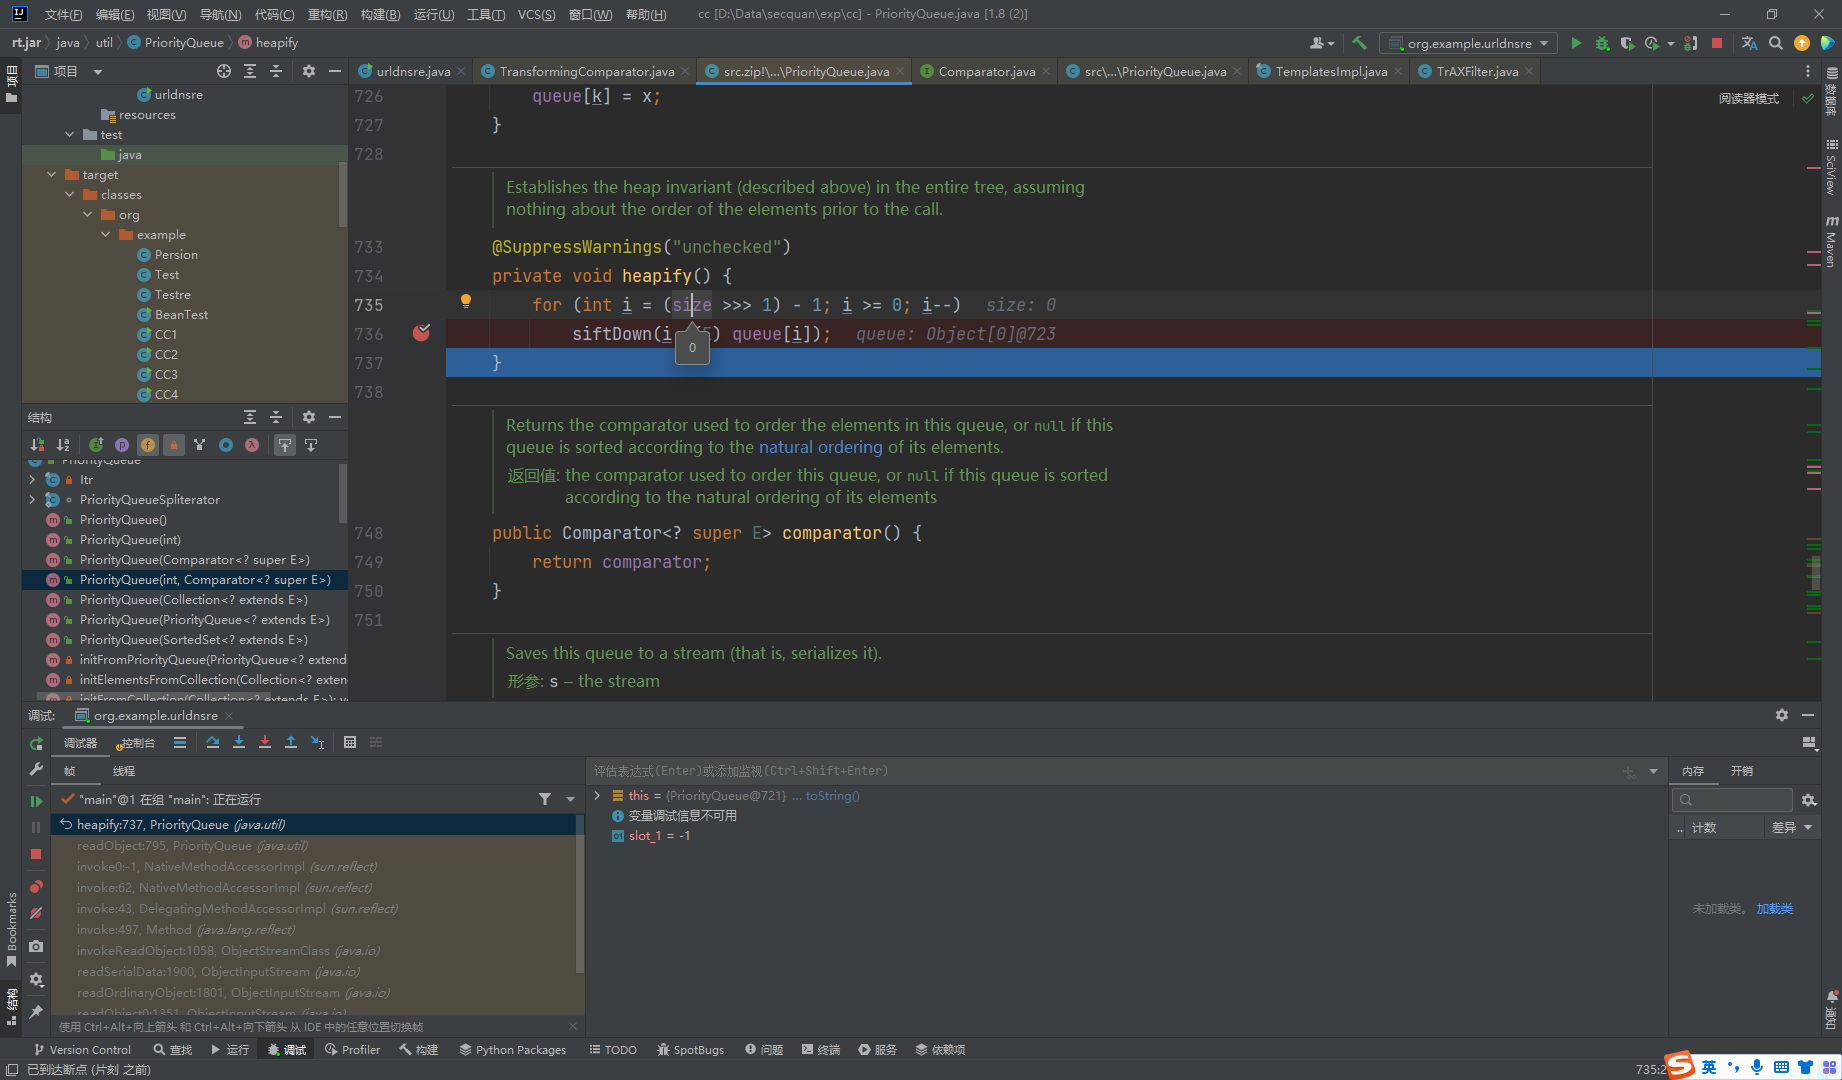 文件(F) 编辑(E) 视图(V) 导航(N) 代码(C) 重构(R) 构建(B) 运行(U) 工具(T) VCS(S) 窗口(W) 帮助(H) cc [D:\Data\secquan\exp\cc] - PriorityQueue.java [1.8 (2)]
rt.jar java util PriorityQueue heapify org.example.urldnsre
项目
urldnsre.java TransformingComparator.java src.zip!\...\PriorityQueue.java Comparator.java src\...\PriorityQueue.java TemplatesImpl.java TrAXFilter.java
项目
urldnsre
resources
test
java
target
classes
org
example
Persion
Test
Testre
BeanTest
CC1
CC2
CC3
CC4
726 queue[k] = x;
阅读器模式
727 }
728
Establishes the heap invariant (described above) in the entire tree, assuming
nothing about the order of the elements prior to the call.
733 @SuppressWarnings("unchecked")
734 private void heapify() {
735 for (int i = (size >>> 1) - 1; i >= 0; i--) size: 0
736 siftDown(i queue[i]); queue: Object[0]@723
0
737 }
738
Returns the comparator used to order the elements in this queue, or null if this
queue is sorted according to the natural ordering of its elements.
返回值: the comparator used to order this queue, or null if this queue is sorted
according to the natural ordering of its elements
748 public Comparator<? super E> comparator() {
749 return comparator;
750 }
751
Saves this queue to a stream (that is, serializes it).
形参: s – the stream
数据库
SciView
Maven
通知
结构
PriorityQueue
Itr
PriorityQueueSpliterator
PriorityQueue()
PriorityQueue(int)
PriorityQueue(Comparator<? super E>)
PriorityQueue(int, Comparator<? super E>)
PriorityQueue(Collection<? extends E>)
PriorityQueue(PriorityQueue<? extends E>)
PriorityQueue(SortedSet<? extends E>)
initFromPriorityQueue(PriorityQueue<? extend
initElementsFromCollection(Collection<? exten
initFromCollection(Collection<? extends E>): v
调试: org.example.urldnsre
调试器 控制台
帧 线程
"main"@1 在组 "main": 正在运行
heapify:737, PriorityQueue (java.util)
readObject:795, PriorityQueue (java.util)
invoke0:-1, NativeMethodAccessorImpl (sun.reflect)
invoke:62, NativeMethodAccessorImpl (sun.reflect)
invoke:43, DelegatingMethodAccessorImpl (sun.reflect)
invoke:497, Method (java.lang.reflect)
invokeReadObject:1058, ObjectStreamClass (java.io)
readSerialData:1900, ObjectInputStream (java.io)
readOrdinaryObject:1801, ObjectInputStream (java.io)
readObject0:1351, ObjectInputStream (java.io)
使用 Ctrl+Alt+向上箭头 和 Ctrl+Alt+向下箭头 从 IDE 中的任意位置切换帧
评估表达式(Enter)或添加监视(Ctrl+Shift+Enter)
this = {PriorityQueue@721} ... toString()
变量调试信息不可用
slot_1 = -1
内存 开销
.. 计数 差异
未加载类。 加载类
Bookmarks
结构
Version Control 查找 运行 调试 Profiler 构建 Python Packages TODO SpotBugs 问题 终端 服务 依赖项
已到达断点 (片刻 之前)
735:2
英